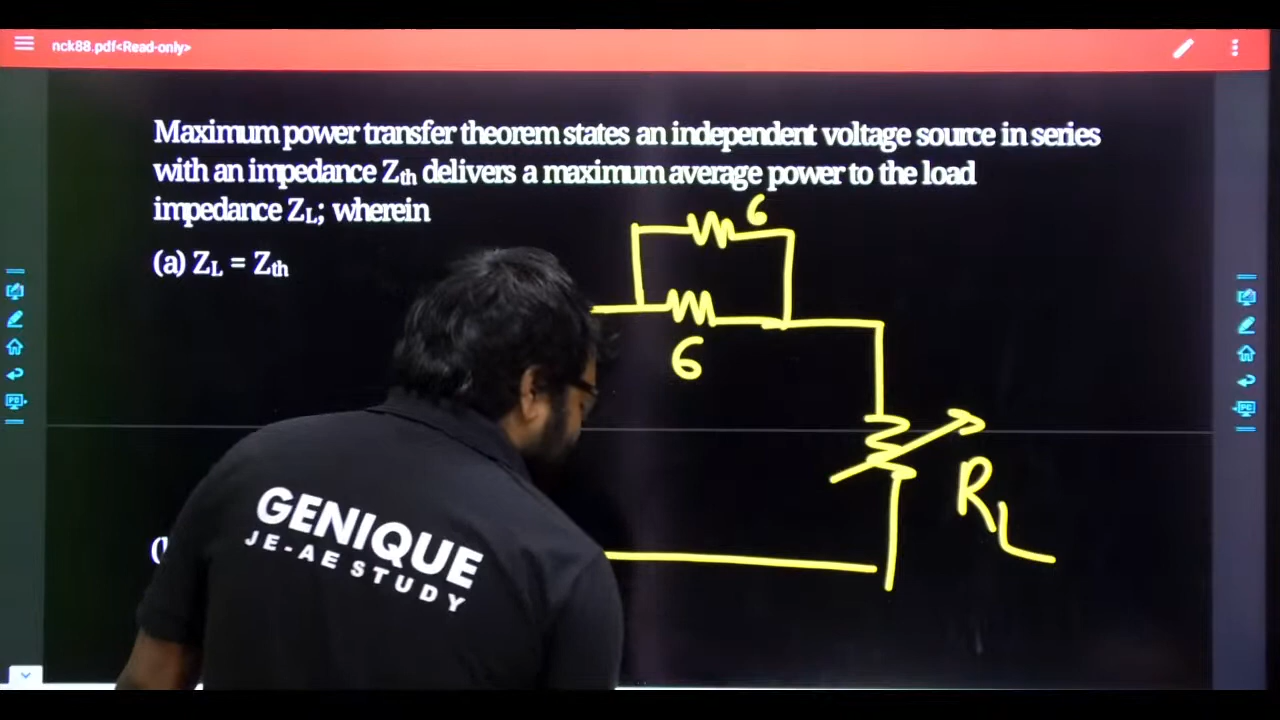 nck88.pdf<Read-only>
Maximum power transfer theorem states an independent voltage source in series
with an impedance Zth delivers a maximum average power to the load
impedance ZL; wherein
(a) ZL = Zth
6
6
RL
GENIQUE
JE-AE STUDY